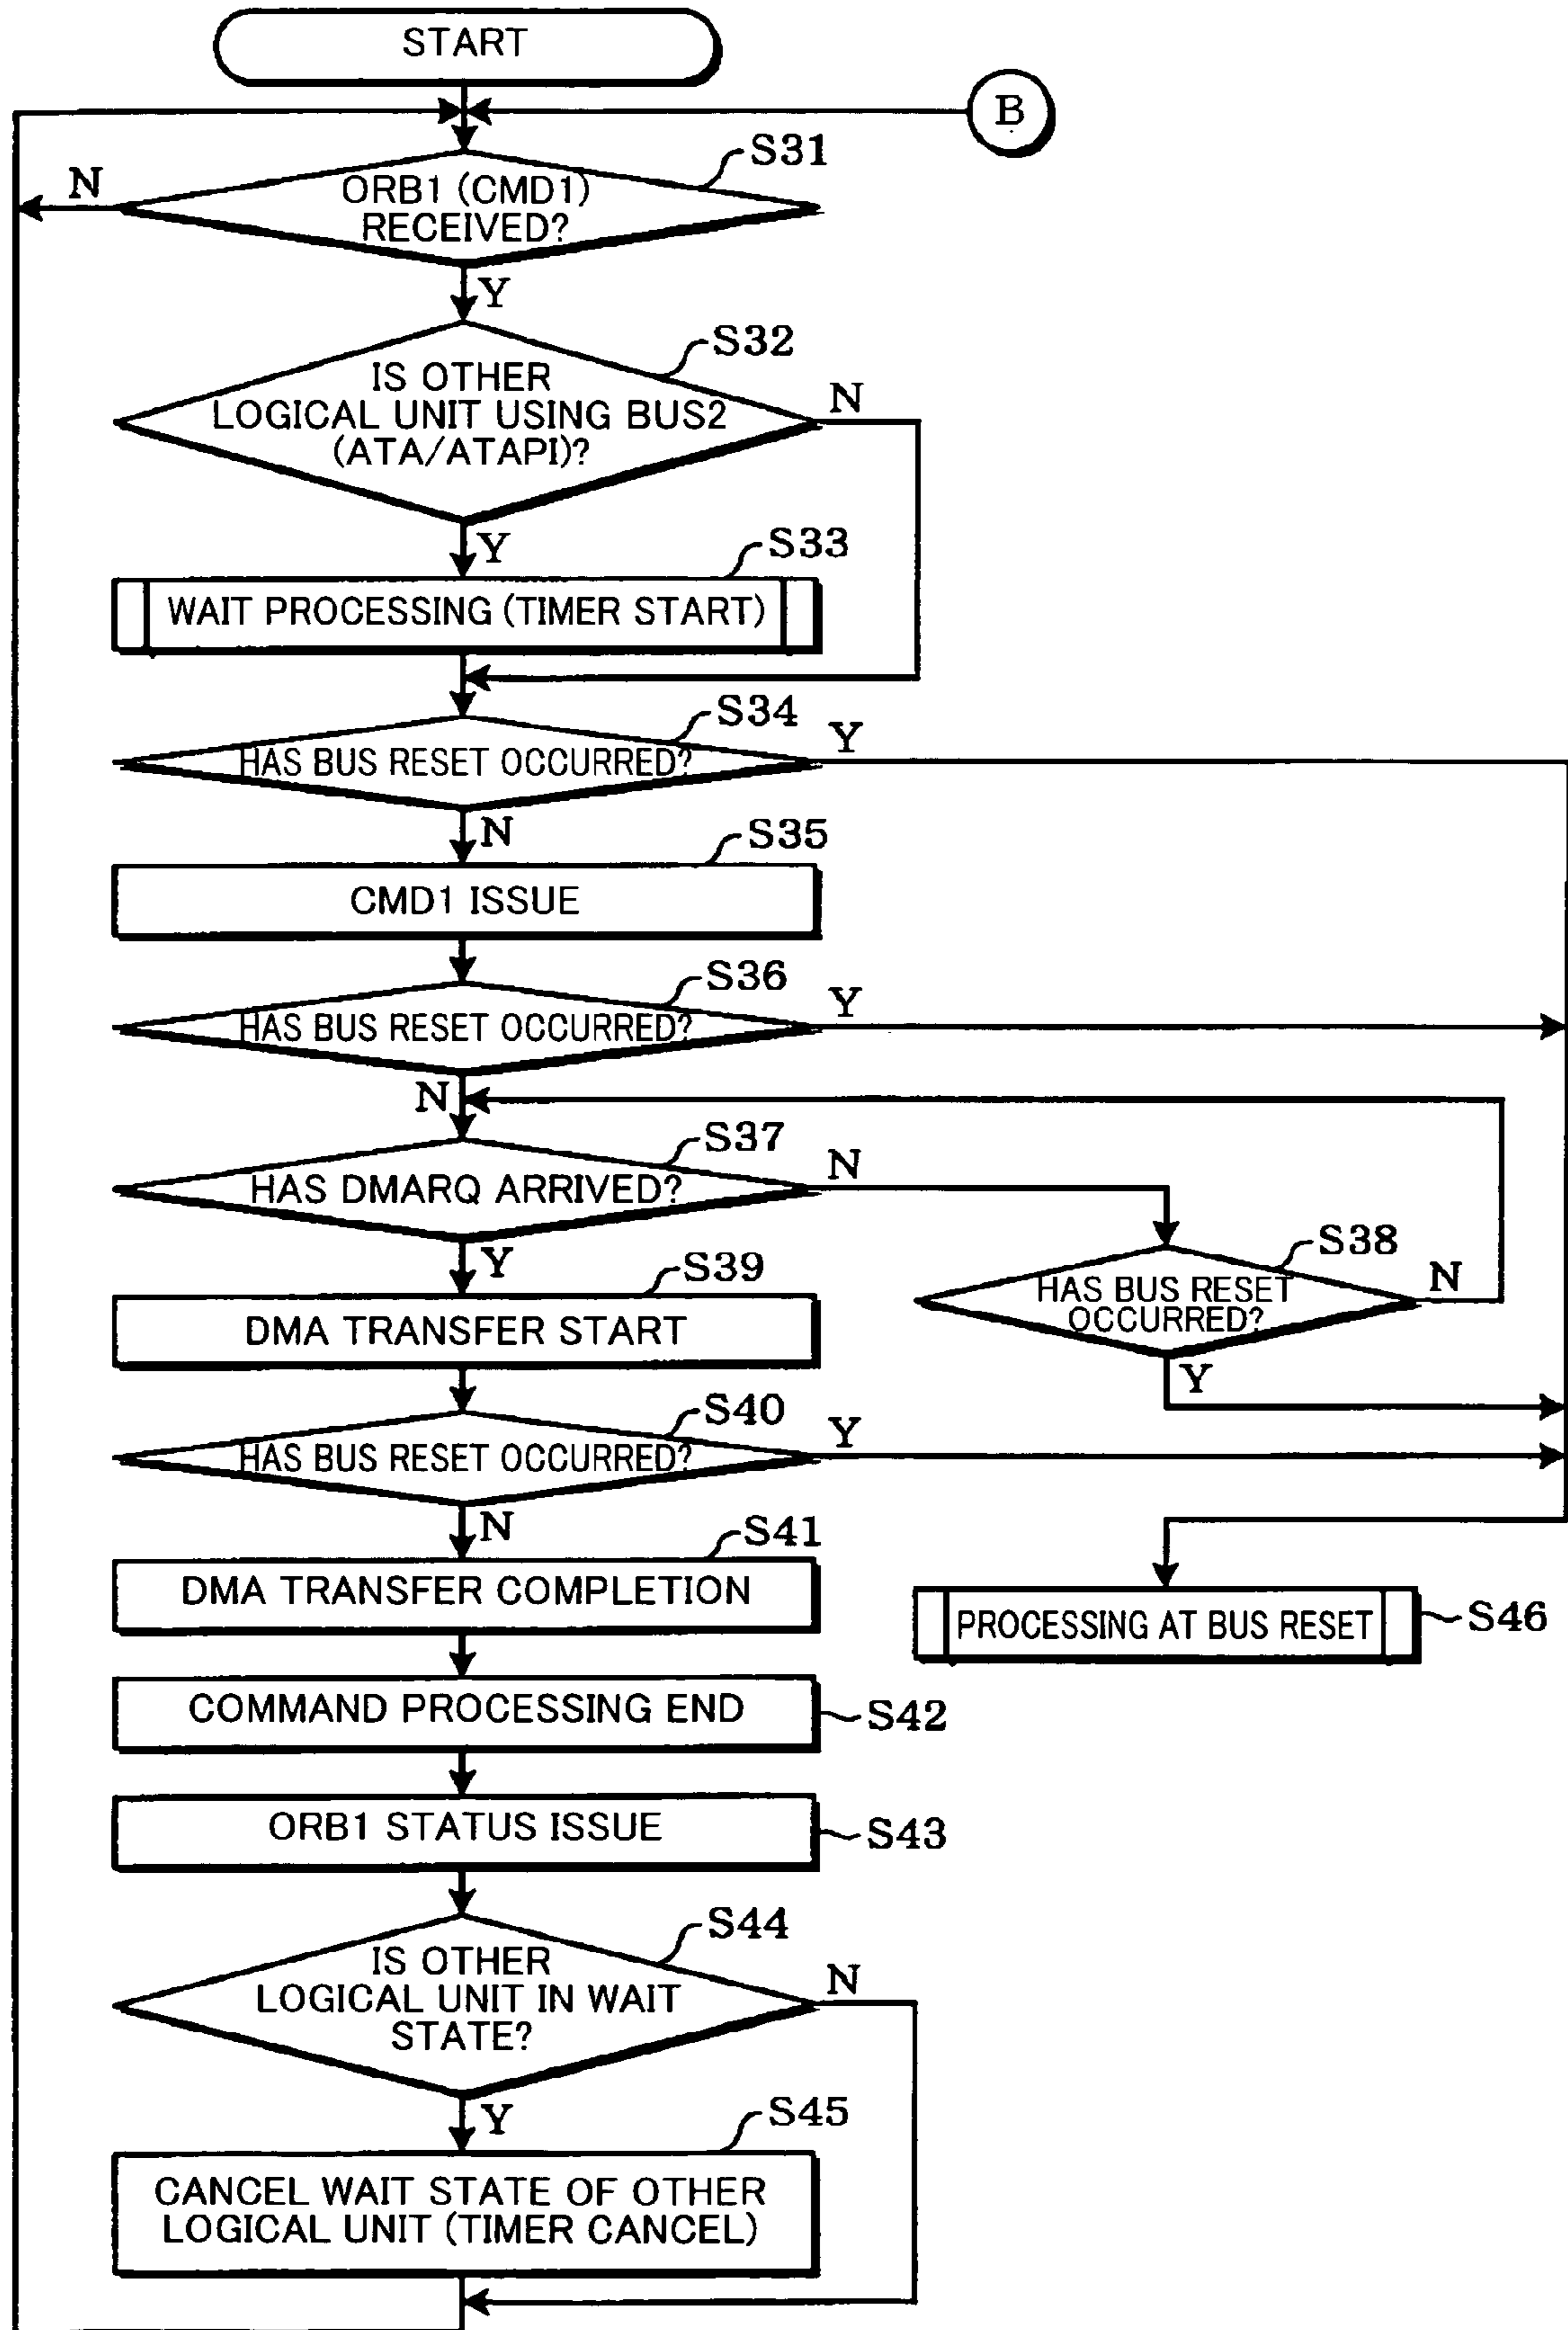 START
B
S31
N
ORB1 (CMD1)
RECEIVED?
Y
S32
IS OTHER
LOGICAL UNIT USING BUS2
(ATA/ATAPI)?
N
Y
S33
WAIT PROCESSING (TIMER START)
S34
HAS BUS RESET OCCURRED?
Y
N
S35
CMD1 ISSUE
S36
HAS BUS RESET OCCURRED?
Y
N
S37
HAS DMARQ ARRIVED?
N
Y
S38
HAS BUS RESET
OCCURRED?
N
Y
S39
DMA TRANSFER START
S40
HAS BUS RESET OCCURRED?
Y
N
S41
DMA TRANSFER COMPLETION
PROCESSING AT BUS RESET
S46
COMMAND PROCESSING END
S42
ORB1 STATUS ISSUE
S43
S44
IS OTHER
LOGICAL UNIT IN WAIT
STATE?
N
Y
S45
CANCEL WAIT STATE OF OTHER
LOGICAL UNIT (TIMER CANCEL)